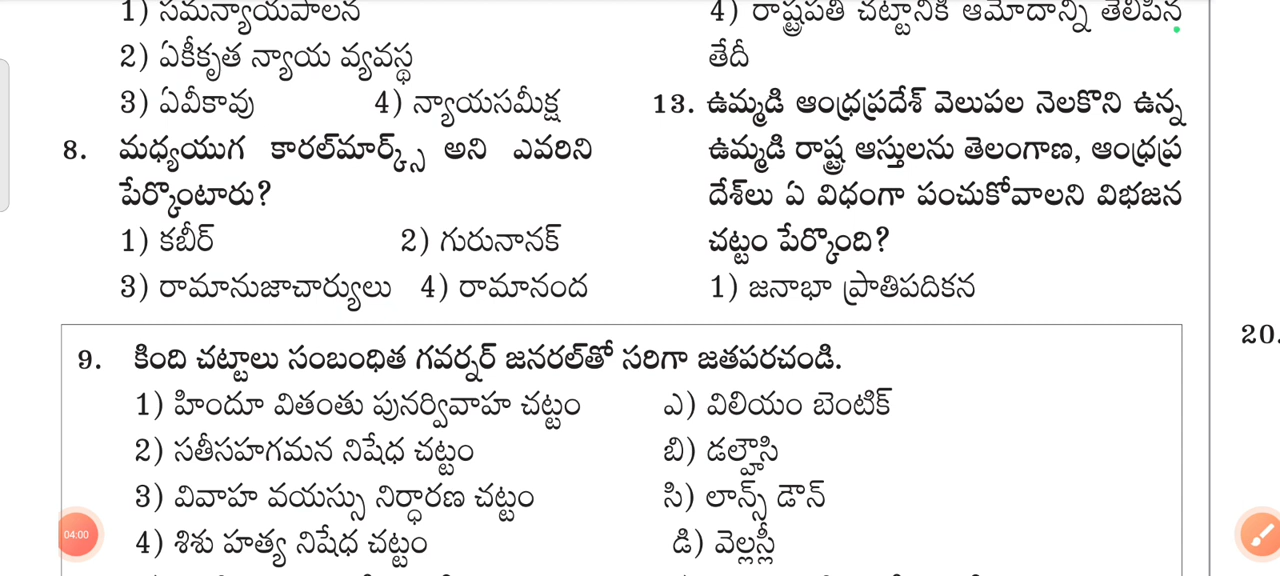 1) సమన్యాయపాలన
2) ఏకీకృత న్యాయ వ్యవస్థ
3) ఏవీకావు 4) న్యాయసమీక్ష
8. మధ్యయుగ కారల్‌మార్క్స్ అని ఎవరిని
పేర్కొంటారు?
1) కబీర్ 2) గురునానక్
3) రామానుజాచార్యులు 4) రామానంద
4) రాష్ట్రపతి చట్టానికి ఆమోదాన్ని తెలిపిన
తేదీ
13. ఉమ్మడి ఆంధ్రప్రదేశ్ వెలుపల నెలకొని ఉన్న
ఉమ్మడి రాష్ట్ర ఆస్తులను తెలంగాణ, ఆంధ్రప్ర
దేశ్‌లు ఏ విధంగా పంచుకోవాలని విభజన
చట్టం పేర్కొంది?
1) జనాభా ప్రాతిపదికన
9. కింది చట్టాలు సంబంధిత గవర్నర్ జనరల్‌తో సరిగా జతపరచండి.
1) హిందూ వితంతు పునర్వివాహ చట్టం ఎ) విలియం బెంటిక్
2) సతీసహగమన నిషేధ చట్టం బి) డల్హౌసి
3) వివాహ వయస్సు నిర్ధారణ చట్టం సి) లాన్స్ డౌన్
4) శిశు హత్య నిషేధ చట్టం డి) వెల్లస్లీ
20.
04:00